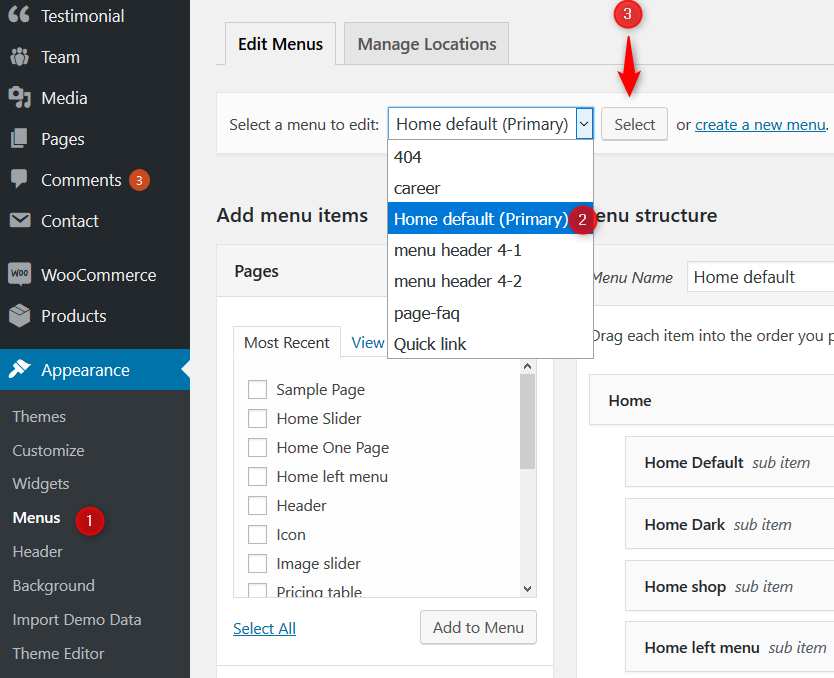 Testimonial
Team
Media
Pages
Comments 3
Contact
WOO WooCommerce
Products
Appearance
Themes
Customize
Widgets
Menus 1
Header
Background
Import Demo Data
Theme Editor
3
Edit Menus Manage Locations
Select a menu to edit: Home default (Primary) Select or create a new menu.
404
career
Home default (Primary) 2
menu header 4-1
menu header 4-2
page-faq
Quick link
Add menu items
Pages
Most Recent View
Sample Page
Home Slider
Home One Page
Home left menu
Header
Icon
Image slider
Pricing table
Select All Add to Menu
enu structure
Menu Name Home default
Drag each item into the order you p
Home
Home Default sub item
Home Dark sub item
Home shop sub item
Home left menu sub item